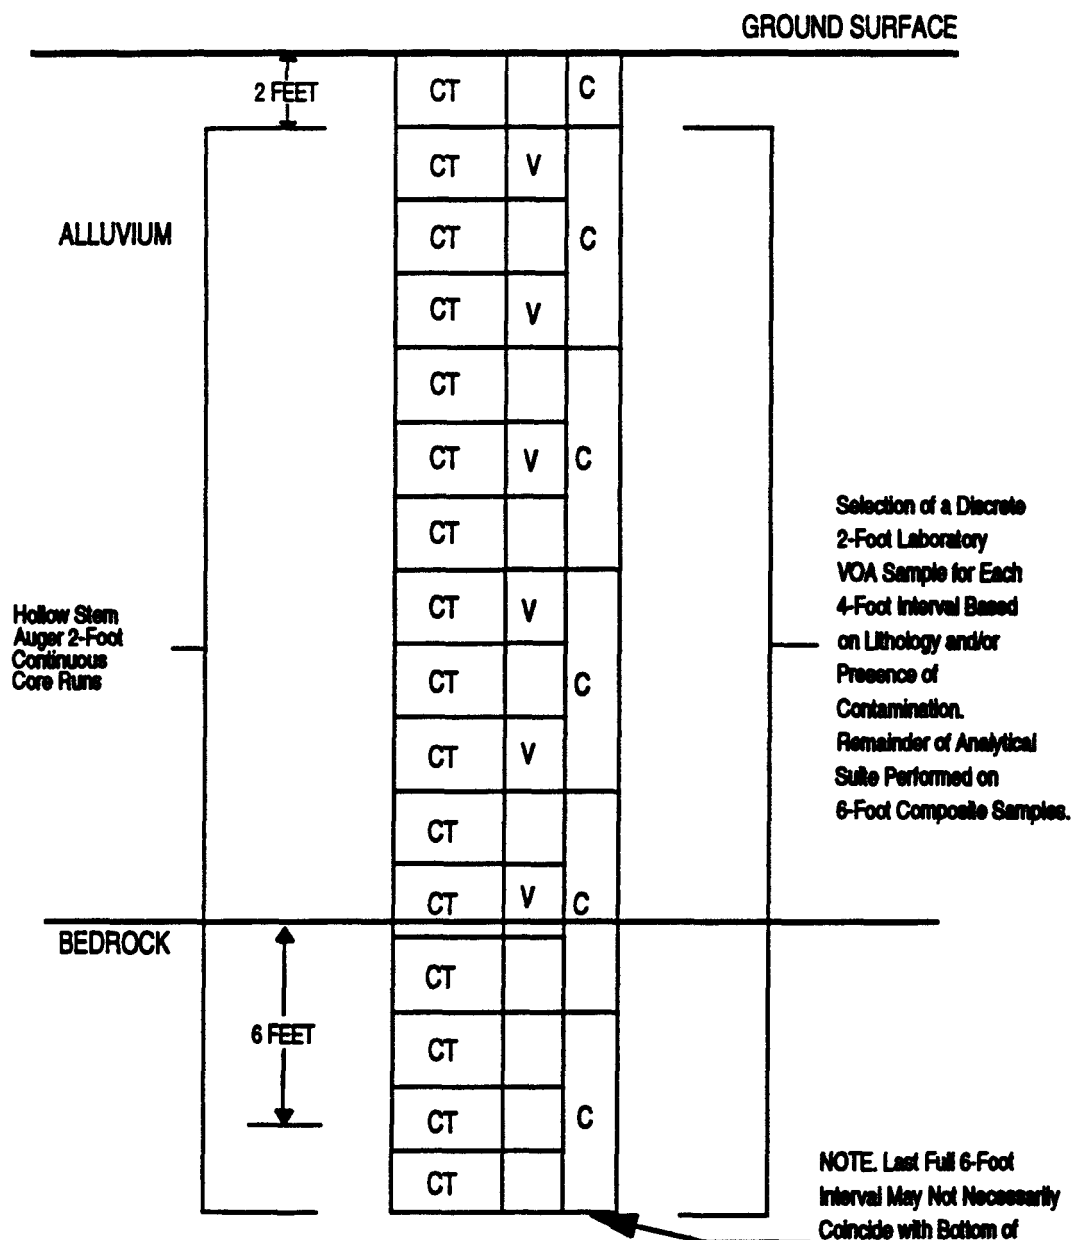 GROUND SURFACE
2 FEET
CT C
CT V
ALLUVIUM
CT C
CT V
CT
CT V C
CT
CT V
CT C
CT V
CT
CT V C
BEDROCK
CT
6 FEET
CT
CT C
CT
Hollow Stem
Auger 2-Foot
Continuous
Core Runs
Selection of a Discrete
2-Foot Laboratory
VOA Sample for Each
4-Foot Interval Based
on Lithology and/or
Presence of
Contamination.
Remainder of Analytical
Suite Performed on
6-Foot Composite Samples.
NOTE. Last Full 6-Foot
Interval May Not Necessarily
Coincide with Bottom of